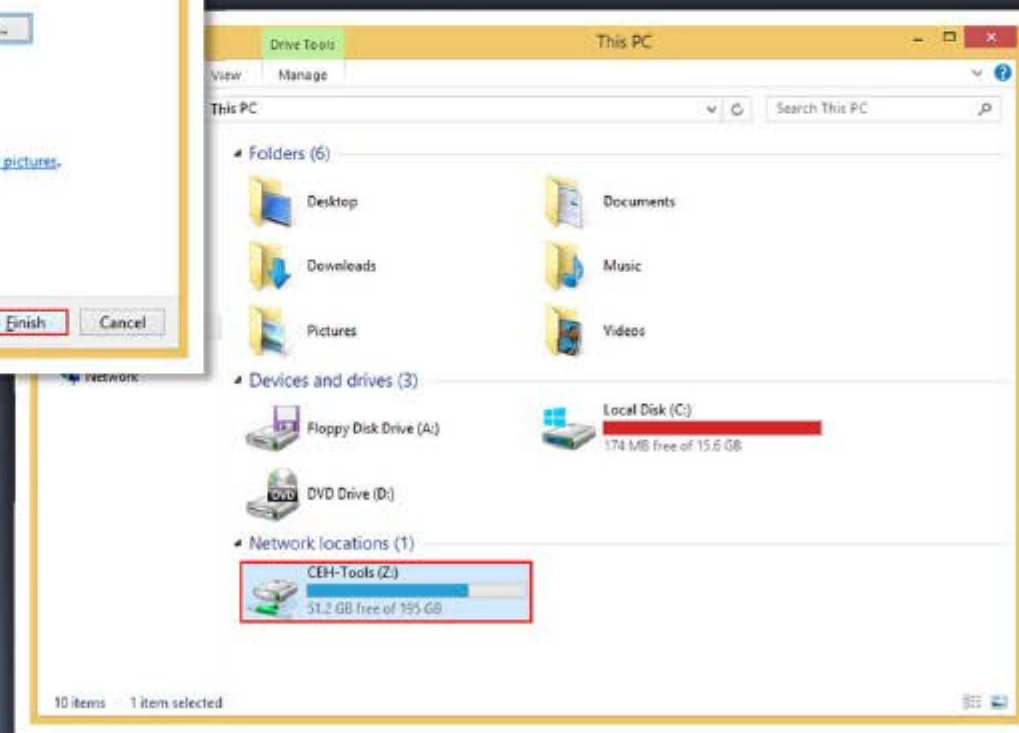 ...
pictures.
Finish Cancel
Drive Tools This PC
View Manage
This PC Search This PC
Folders (6)
Desktop Documents
Downloads Music
Pictures Videos
Network
Devices and drives (3)
Floppy Disk Drive (A:) Local Disk (C:)
174 MB free of 15.6 GB
DVD
DVD Drive (D:)
Network locations (1)
CEH-Tools (Z:)
51.2 GB free of 195 GB
10 items 1 item selected